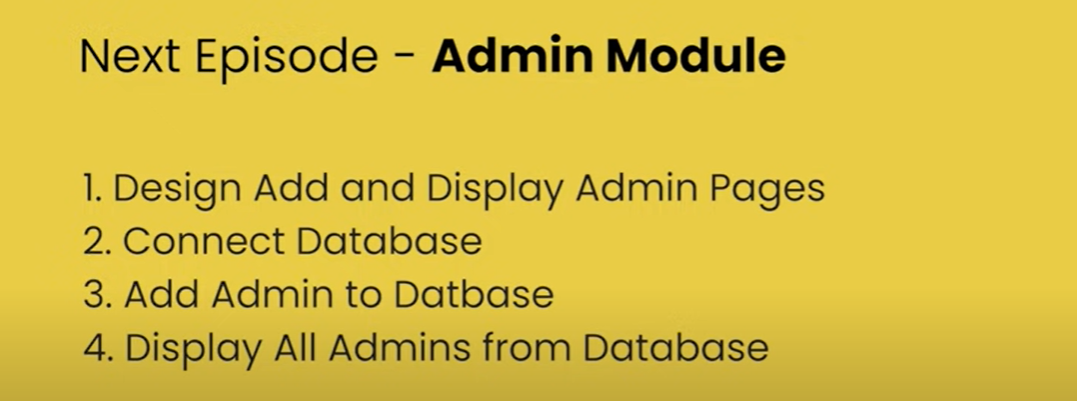 Next Episode - Admin Module
1. Design Add and Display Admin Pages
2. Connect Database
3. Add Admin to Datbase
4. Display All Admins from Database